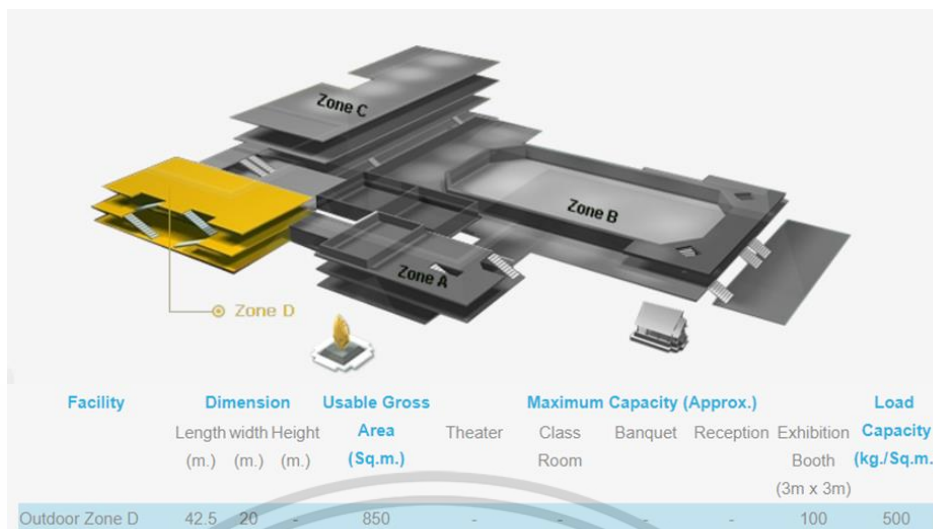 Zone C
Zone B
Zone A
Zone D
Facility Dimension Usable Gross Maximum Capacity (Approx.) Load
Length width Height Area Theater Class Banquet Reception Exhibition Capacity
(m.) (m.) (m.) (Sq.m.) Room Booth (kg./Sq.m.
(3m x 3m)
Outdoor Zone D 42.5 20 - 850 - - - - 100 500